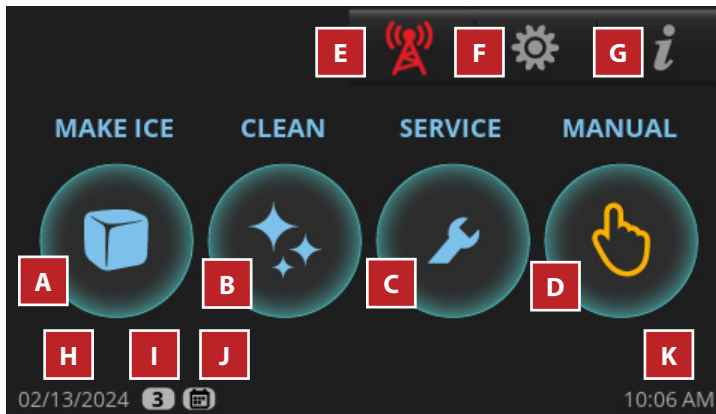 E F G i
MAKE ICE CLEAN SERVICE MANUAL
A B C D
H I J K
02/13/2024 3 10:06 AM